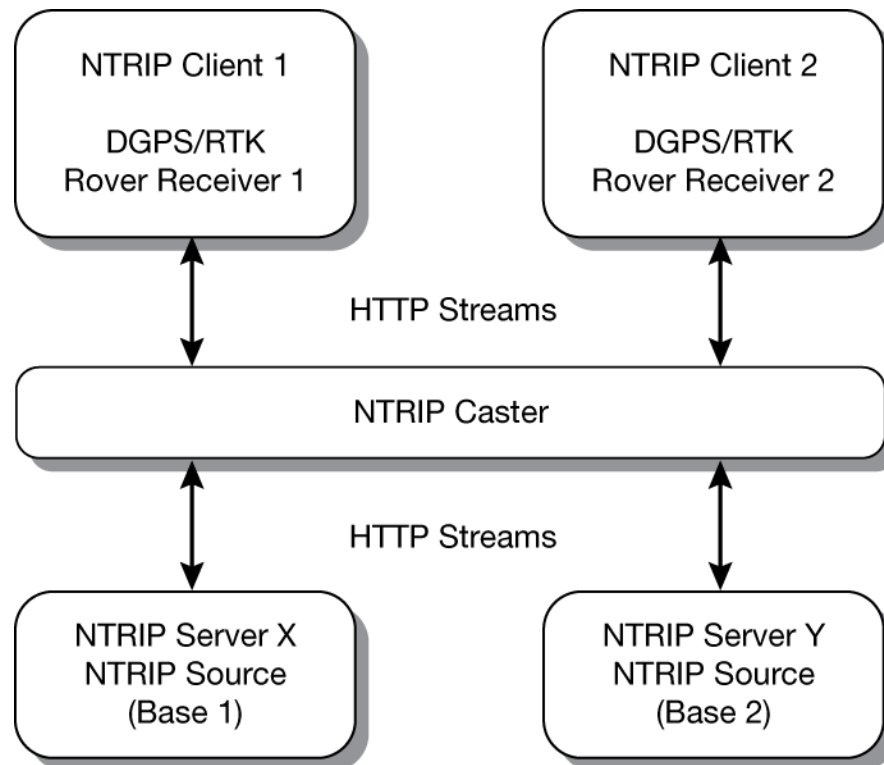 NTRIP Client 1
DGPS/RTK
Rover Receiver 1
NTRIP Client 2
DGPS/RTK
Rover Receiver 2
HTTP Streams
NTRIP Caster
HTTP Streams
NTRIP Server X
NTRIP Source
(Base 1)
NTRIP Server Y
NTRIP Source
(Base 2)